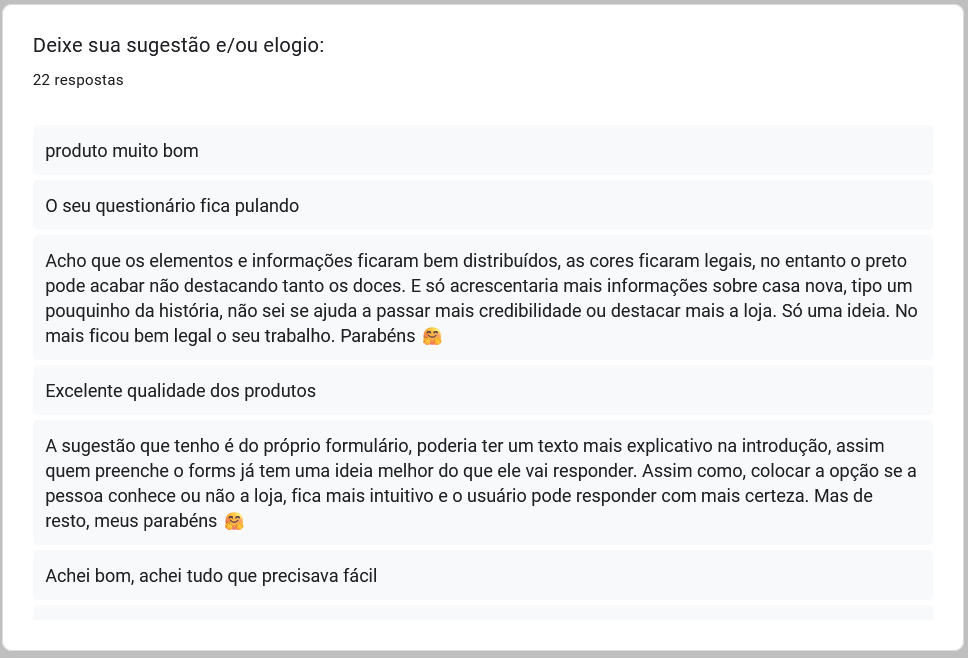 Deixe sua sugestão e/ou elogio:
22 respostas
produto muito bom
O seu questionário fica pulando
Acho que os elementos e informações ficaram bem distribuídos, as cores ficaram legais, no entanto o preto
pode acabar não destacando tanto os doces. E só acrescentaria mais informações sobre casa nova, tipo um
pouquinho da história, não sei se ajuda a passar mais credibilidade ou destacar mais a loja. Só uma ideia. No
mais ficou bem legal o seu trabalho. Parabéns 🤗
Excelente qualidade dos produtos
A sugestão que tenho é do próprio formulário, poderia ter um texto mais explicativo na introdução, assim
quem preenche o forms já tem uma ideia melhor do que ele vai responder. Assim como, colocar a opção se a
pessoa conhece ou não a loja, fica mais intuitivo e o usuário pode responder com mais certeza. Mas de
resto, meus parabéns 🤗
Achei bom, achei tudo que precisava fácil